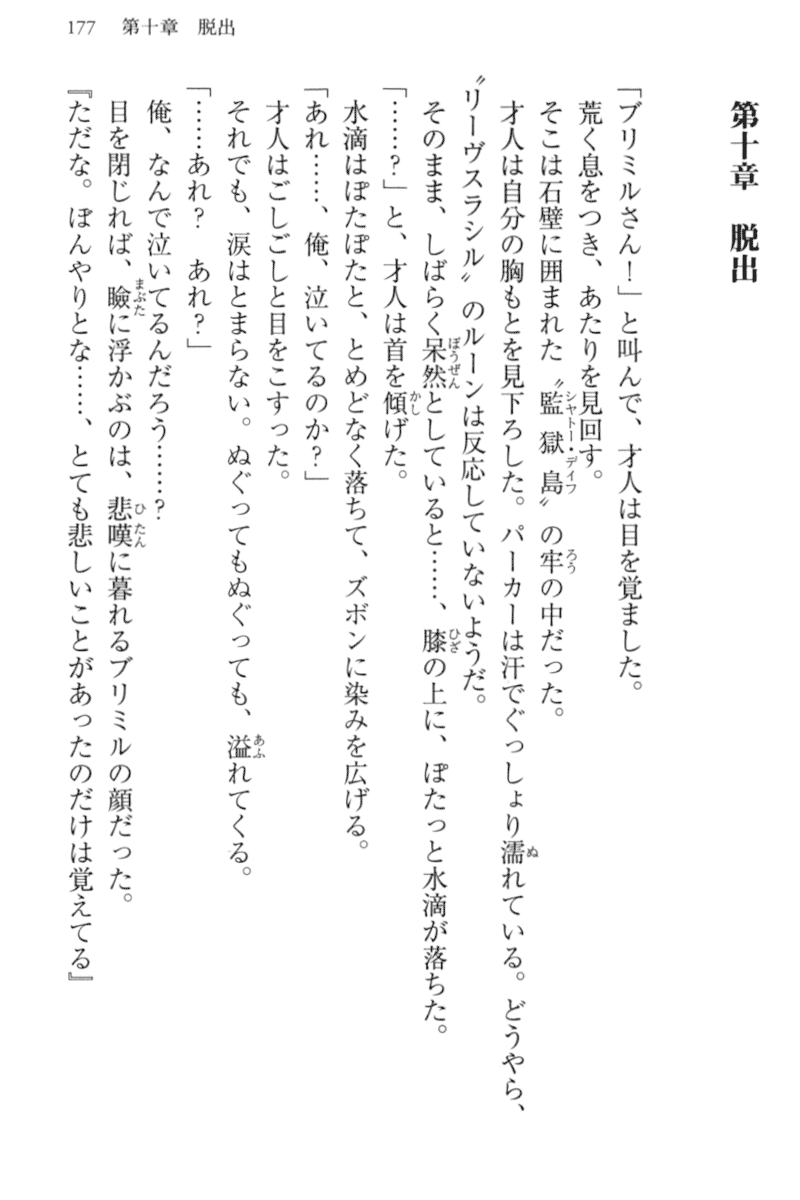 177　第十章　脱出
第十章　脱出
「ブリミルさん！」と叫んで、才人は目を覚ました。
荒く息をつき、あたりを見回す。
そこは石壁に囲まれた〝監獄島〟の牢の中だった。
才人は自分の胸もとを見下ろした。パーカーは汗でぐっしょり濡れている。どうやら、
〝リーヴスラシル〟のルーンは反応していないようだ。
そのまま、しばらく呆然としていると……、膝の上に、ぽたっと水滴が落ちた。
「……？」と、才人は首を傾げた。
水滴はぽたぽたと、とめどなく落ちて、ズボンに染みを広げる。
「あれ……、俺、泣いてるのか？」
才人はごしごしと目をこすった。
それでも、涙はとまらない。ぬぐってもぬぐっても、溢れてくる。
「……あれ？　あれ？」
俺、なんで泣いてるんだろう……？
目を閉じれば、瞼に浮かぶのは、悲嘆に暮れるブリミルの顔だった。
『ただな。ぼんやりとな……、とても悲しいことがあったのだけは覚えてる』